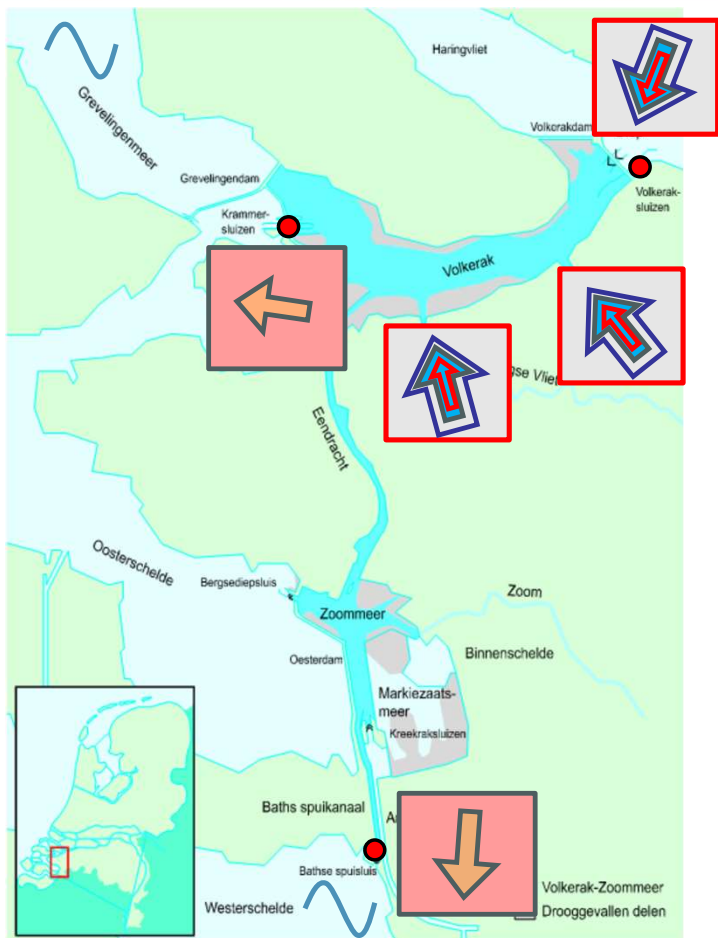 Haringvliet
Grevelingenmeer
Volkerakdam
Grevelingendam
Volkerak-
sluizen
Krammer-
sluizen
Volkerak
Vliet
Eendracht
Oosterschelde
Bergsediepsluis
Zoom
Zoommeer
Binnenschelde
Oesterdam
Markiezaats-
meer
Kreekraksluizen
Baths spuikanaal
Bathse spuisluis
Westerschelde
Volkerak-Zoommeer
Drooggevallen delen